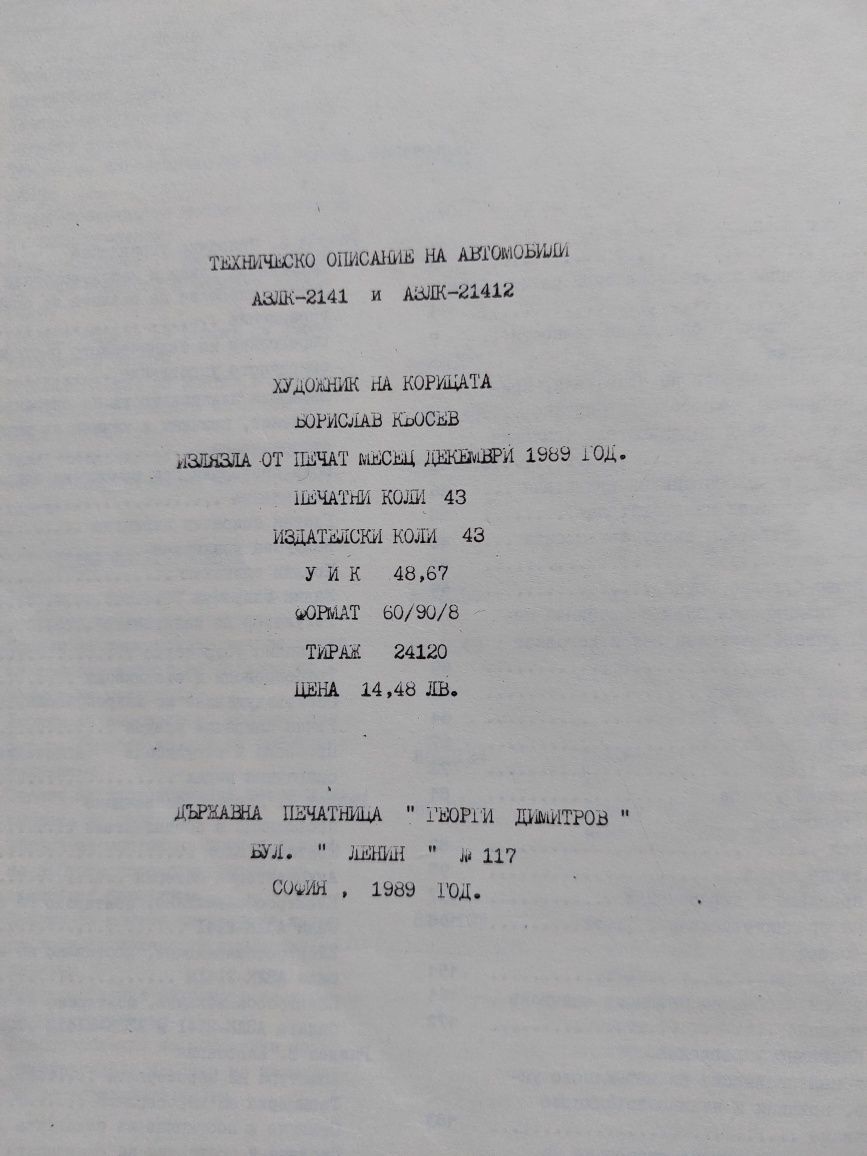 ТЕХНИЧЕСКО ОПИСАНИЕ НА АВТОМОБИЛИ
АЗЛК-2141 и АЗЛК-21412
ХУДОЖНИК НА КОРИЦАТА
БОРИСЛАВ КЬОСЕВ
ИЗЛЯЗЛА ОТ ПЕЧАТ МЕСЕЦ ДЕКЕМВРИ 1989 ГОД.
ПЕЧАТНИ КОЛИ 43
ИЗДАТЕЛСКИ КОЛИ 43
У И К 48,67
ФОРМАТ 60/90/8
ТИРАЖ 24120
ЦЕНА 14,48 ЛВ.
ДЪРЖАВНА ПЕЧАТНИЦА " ГЕОРГИ ДИМИТРОВ "
БУЛ. " ЛЕНИН " № 117
СОФИЯ , 1989 ГОД.